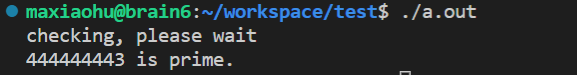 maxiaohu@brain6:~/workspace/test$ ./a.out
checking, please wait
444444443 is prime.